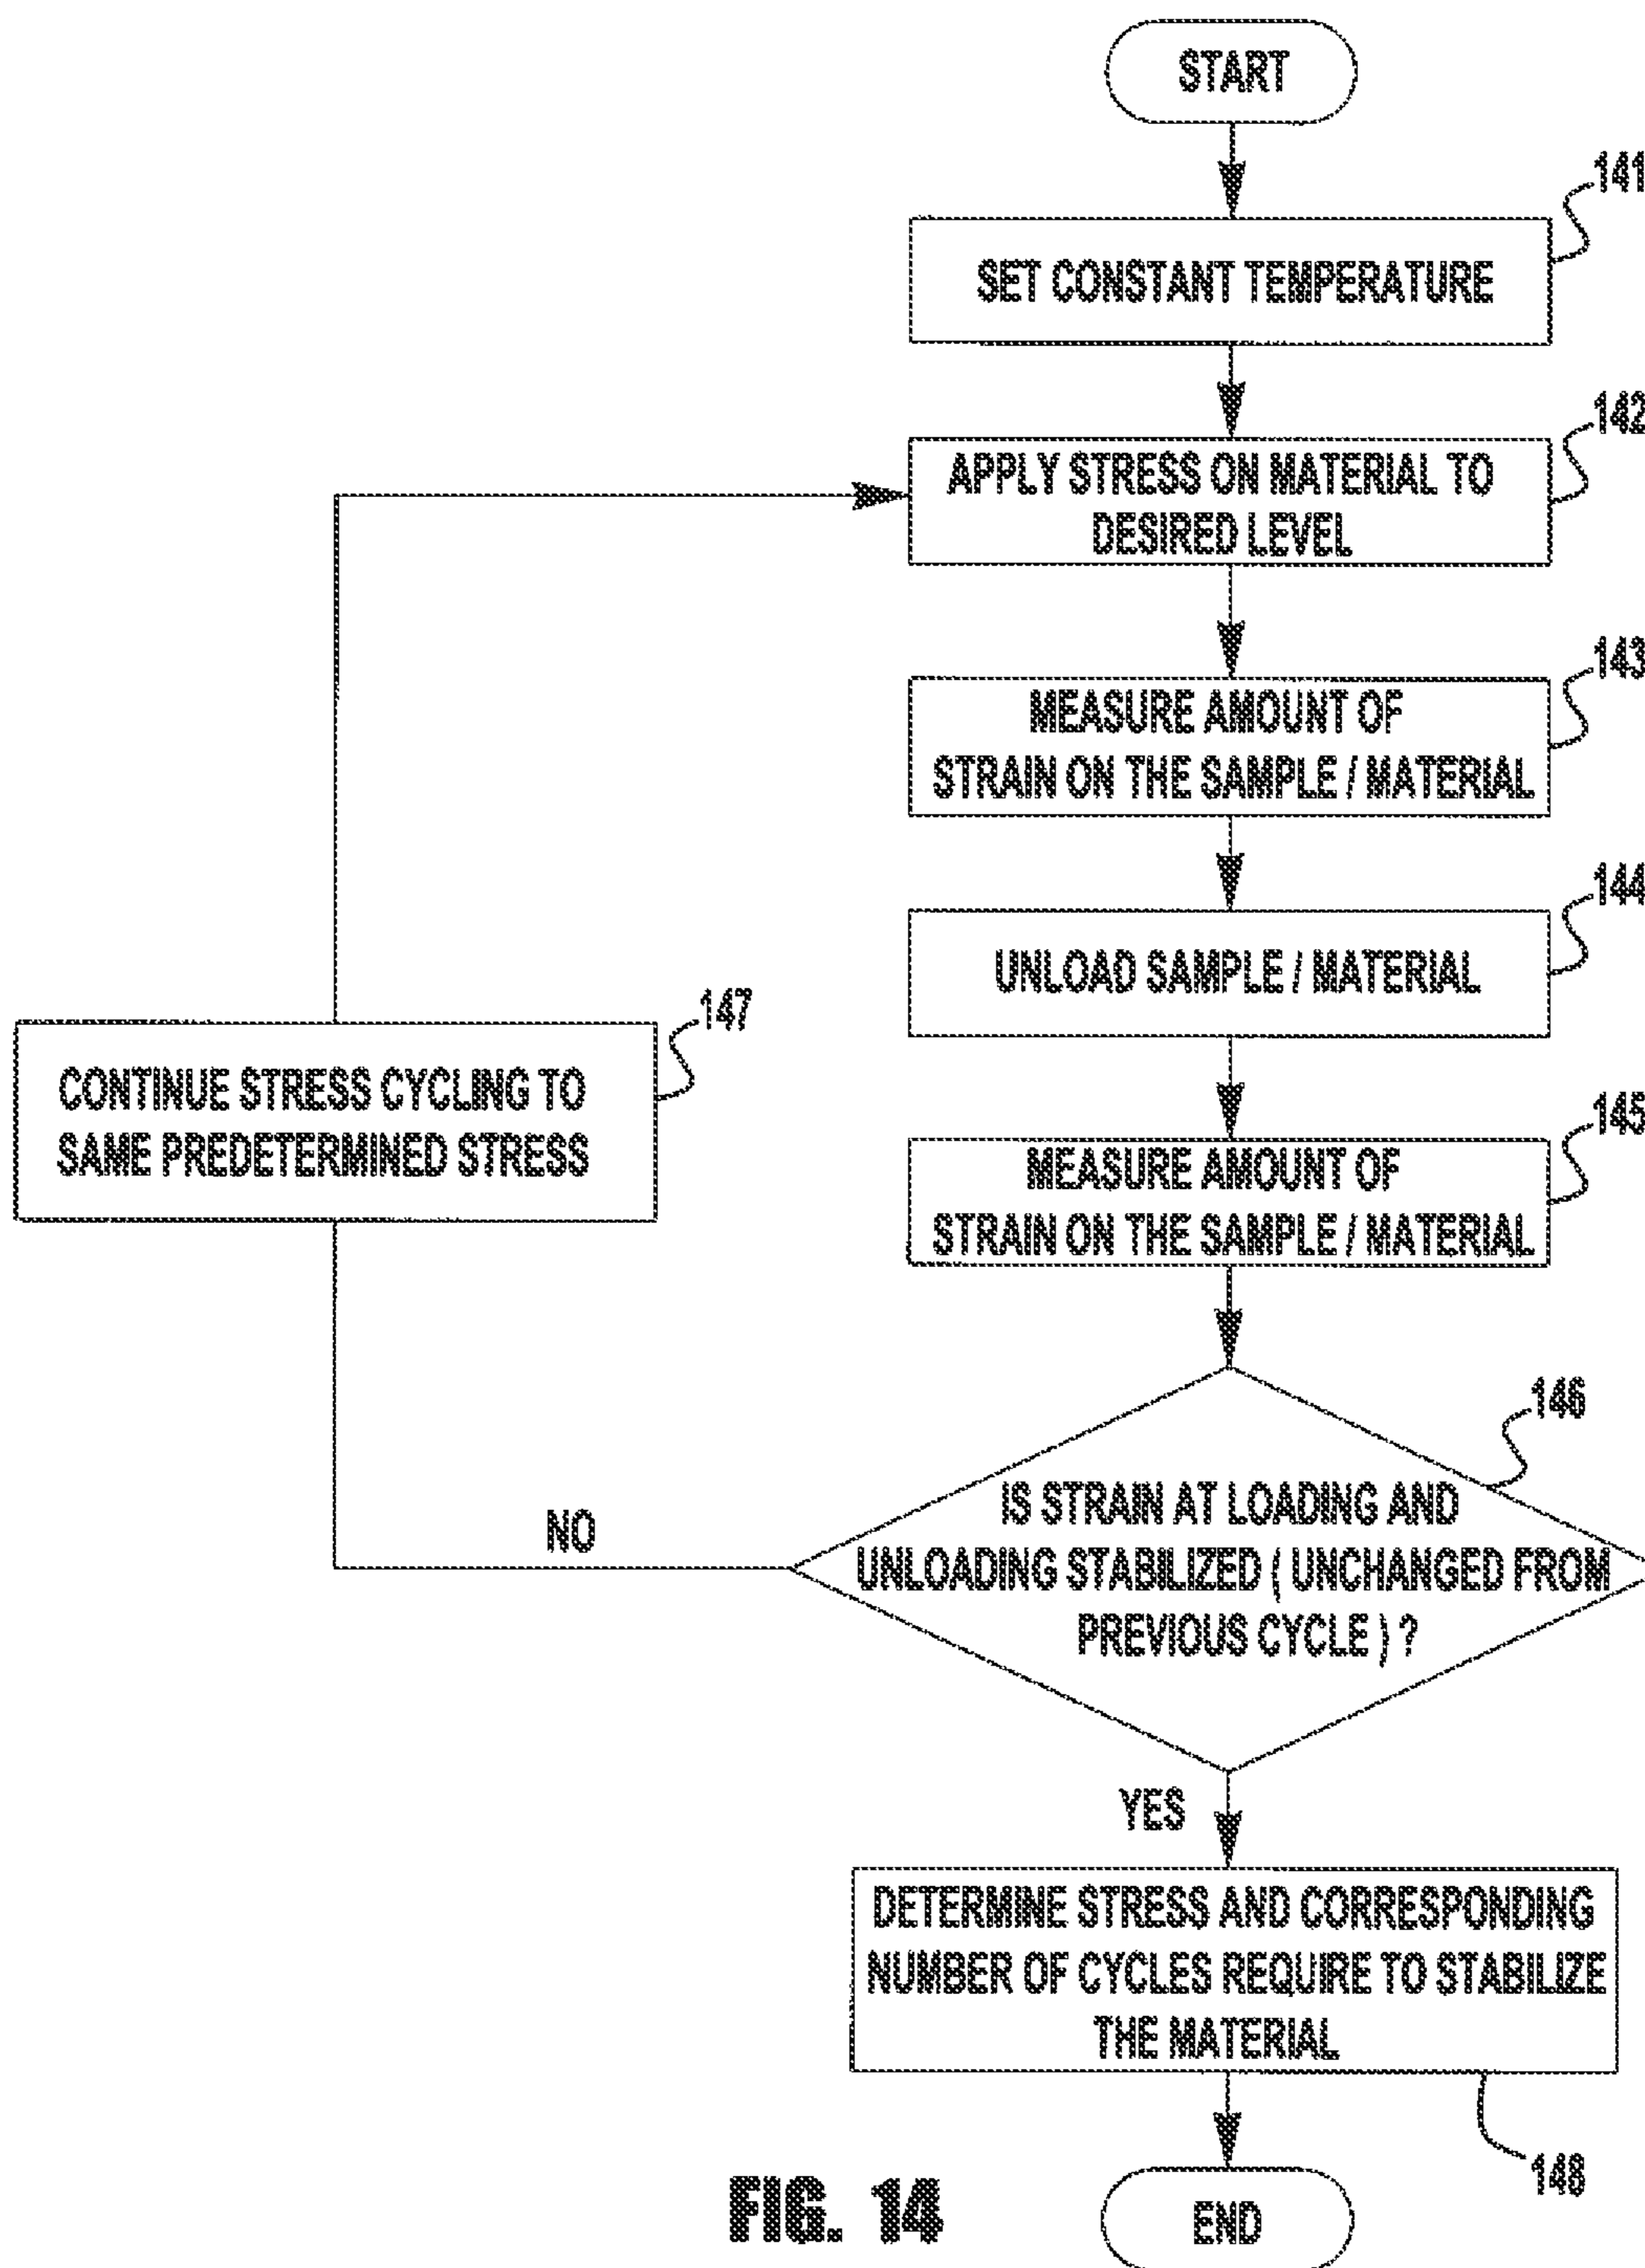 START
141
SET CONSTANT TEMPERATURE
142
APPLY STRESS ON MATERIAL TO
DESIRED LEVEL
143
MEASURE AMOUNT OF
STRAIN ON THE SAMPLE / MATERIAL
144
UNLOAD SAMPLE / MATERIAL
147
CONTINUE STRESS CYCLING TO
SAME PREDETERMINED STRESS
145
MEASURE AMOUNT OF
STRAIN ON THE SAMPLE / MATERIAL
146
IS STRAIN AT LOADING AND
UNLOADING STABILIZED ( UNCHANGED FROM
PREVIOUS CYCLE ) ?
NO
YES
DETERMINE STRESS AND CORRESPONDING
NUMBER OF CYCLES REQUIRE TO STABILIZE
THE MATERIAL
148
END
FIG. 14